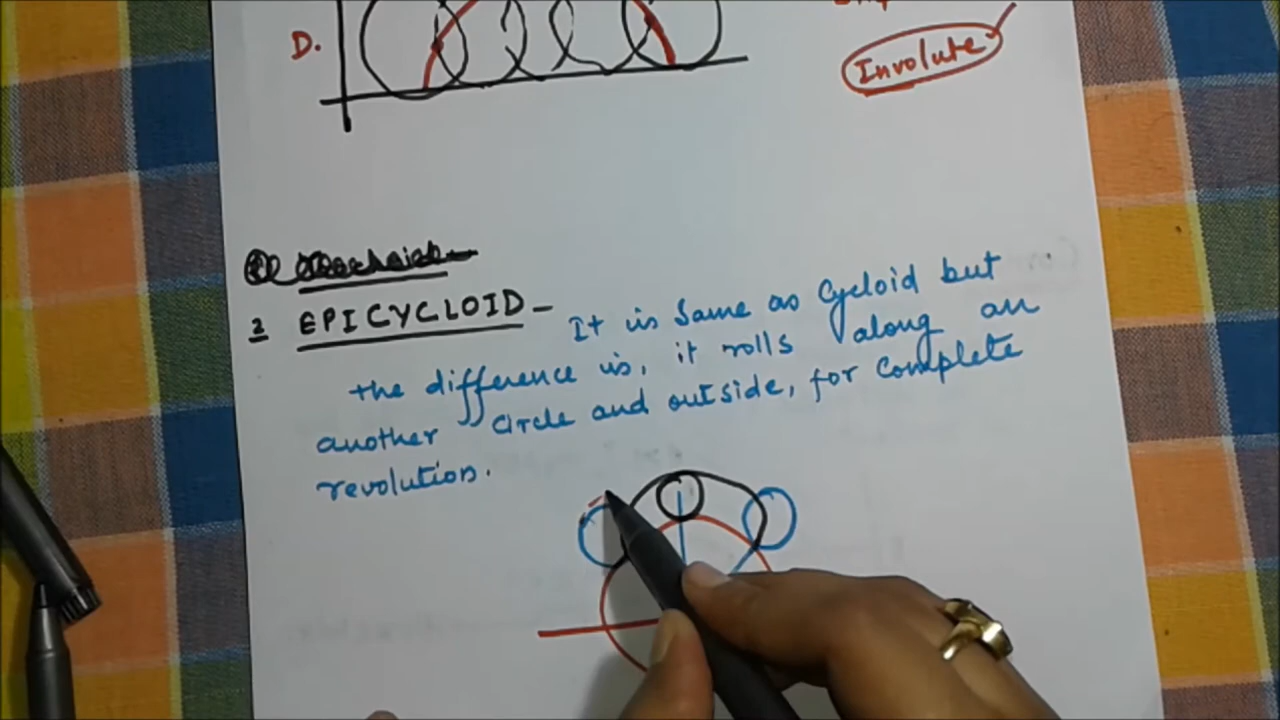 D.
Involute
2 EPICYCLOID - It is same as Cycloid but
the difference is, it rolls along an
another circle and outside, for complete
revolution.